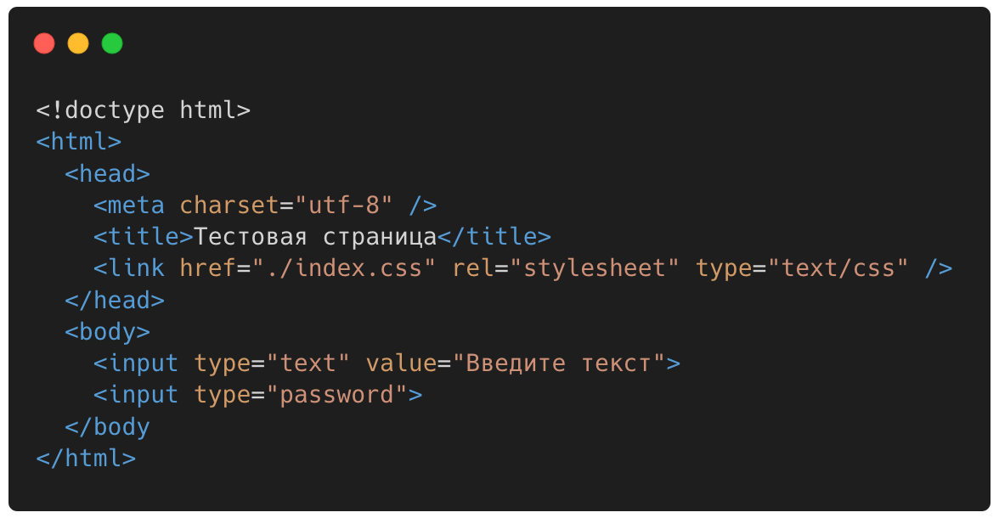 <!doctype html>
<html>
  <head>
    <meta charset="utf-8" />
    <title>Тестовая страница</title>
    <link href="./index.css" rel="stylesheet" type="text/css" />
  </head>
  <body>
    <input type="text" value="Введите текст">
    <input type="password">
  </body
</html>